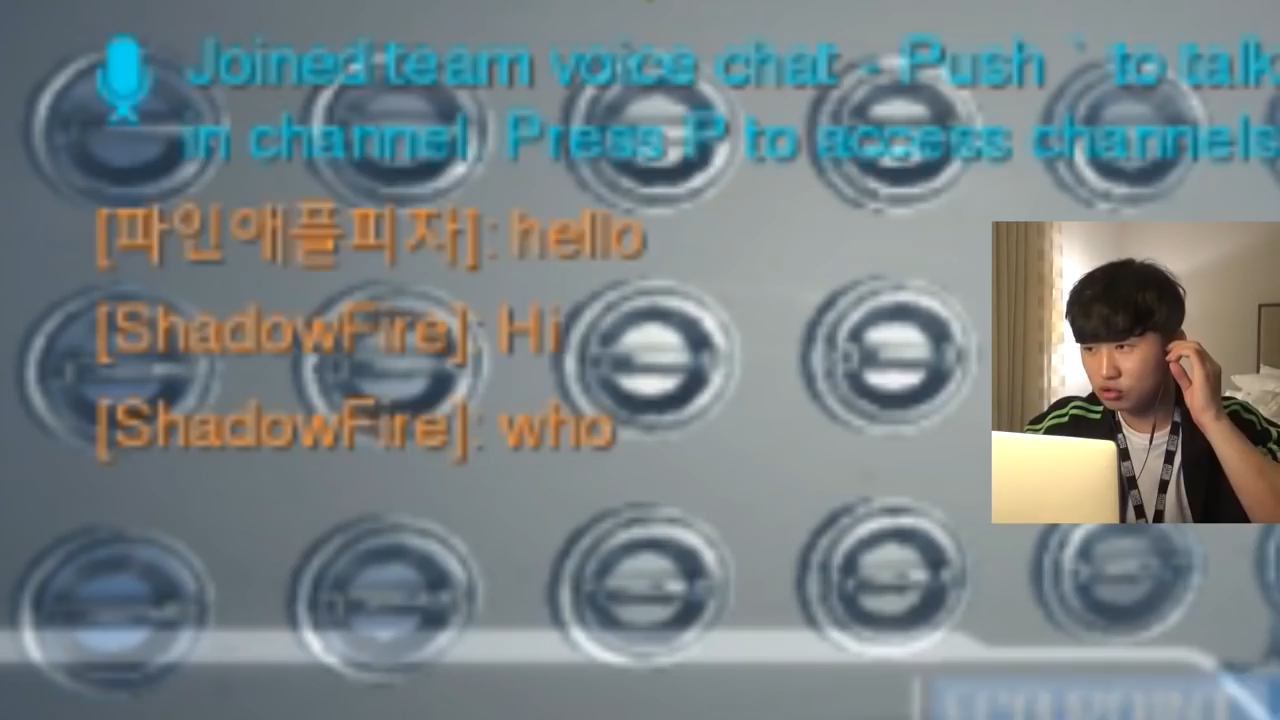 Joined team voice chat - Push ` to talk
in channel. Press P to access channels
[파인애플피자]: hello
[ShadowFire]: Hi
[ShadowFire]: who